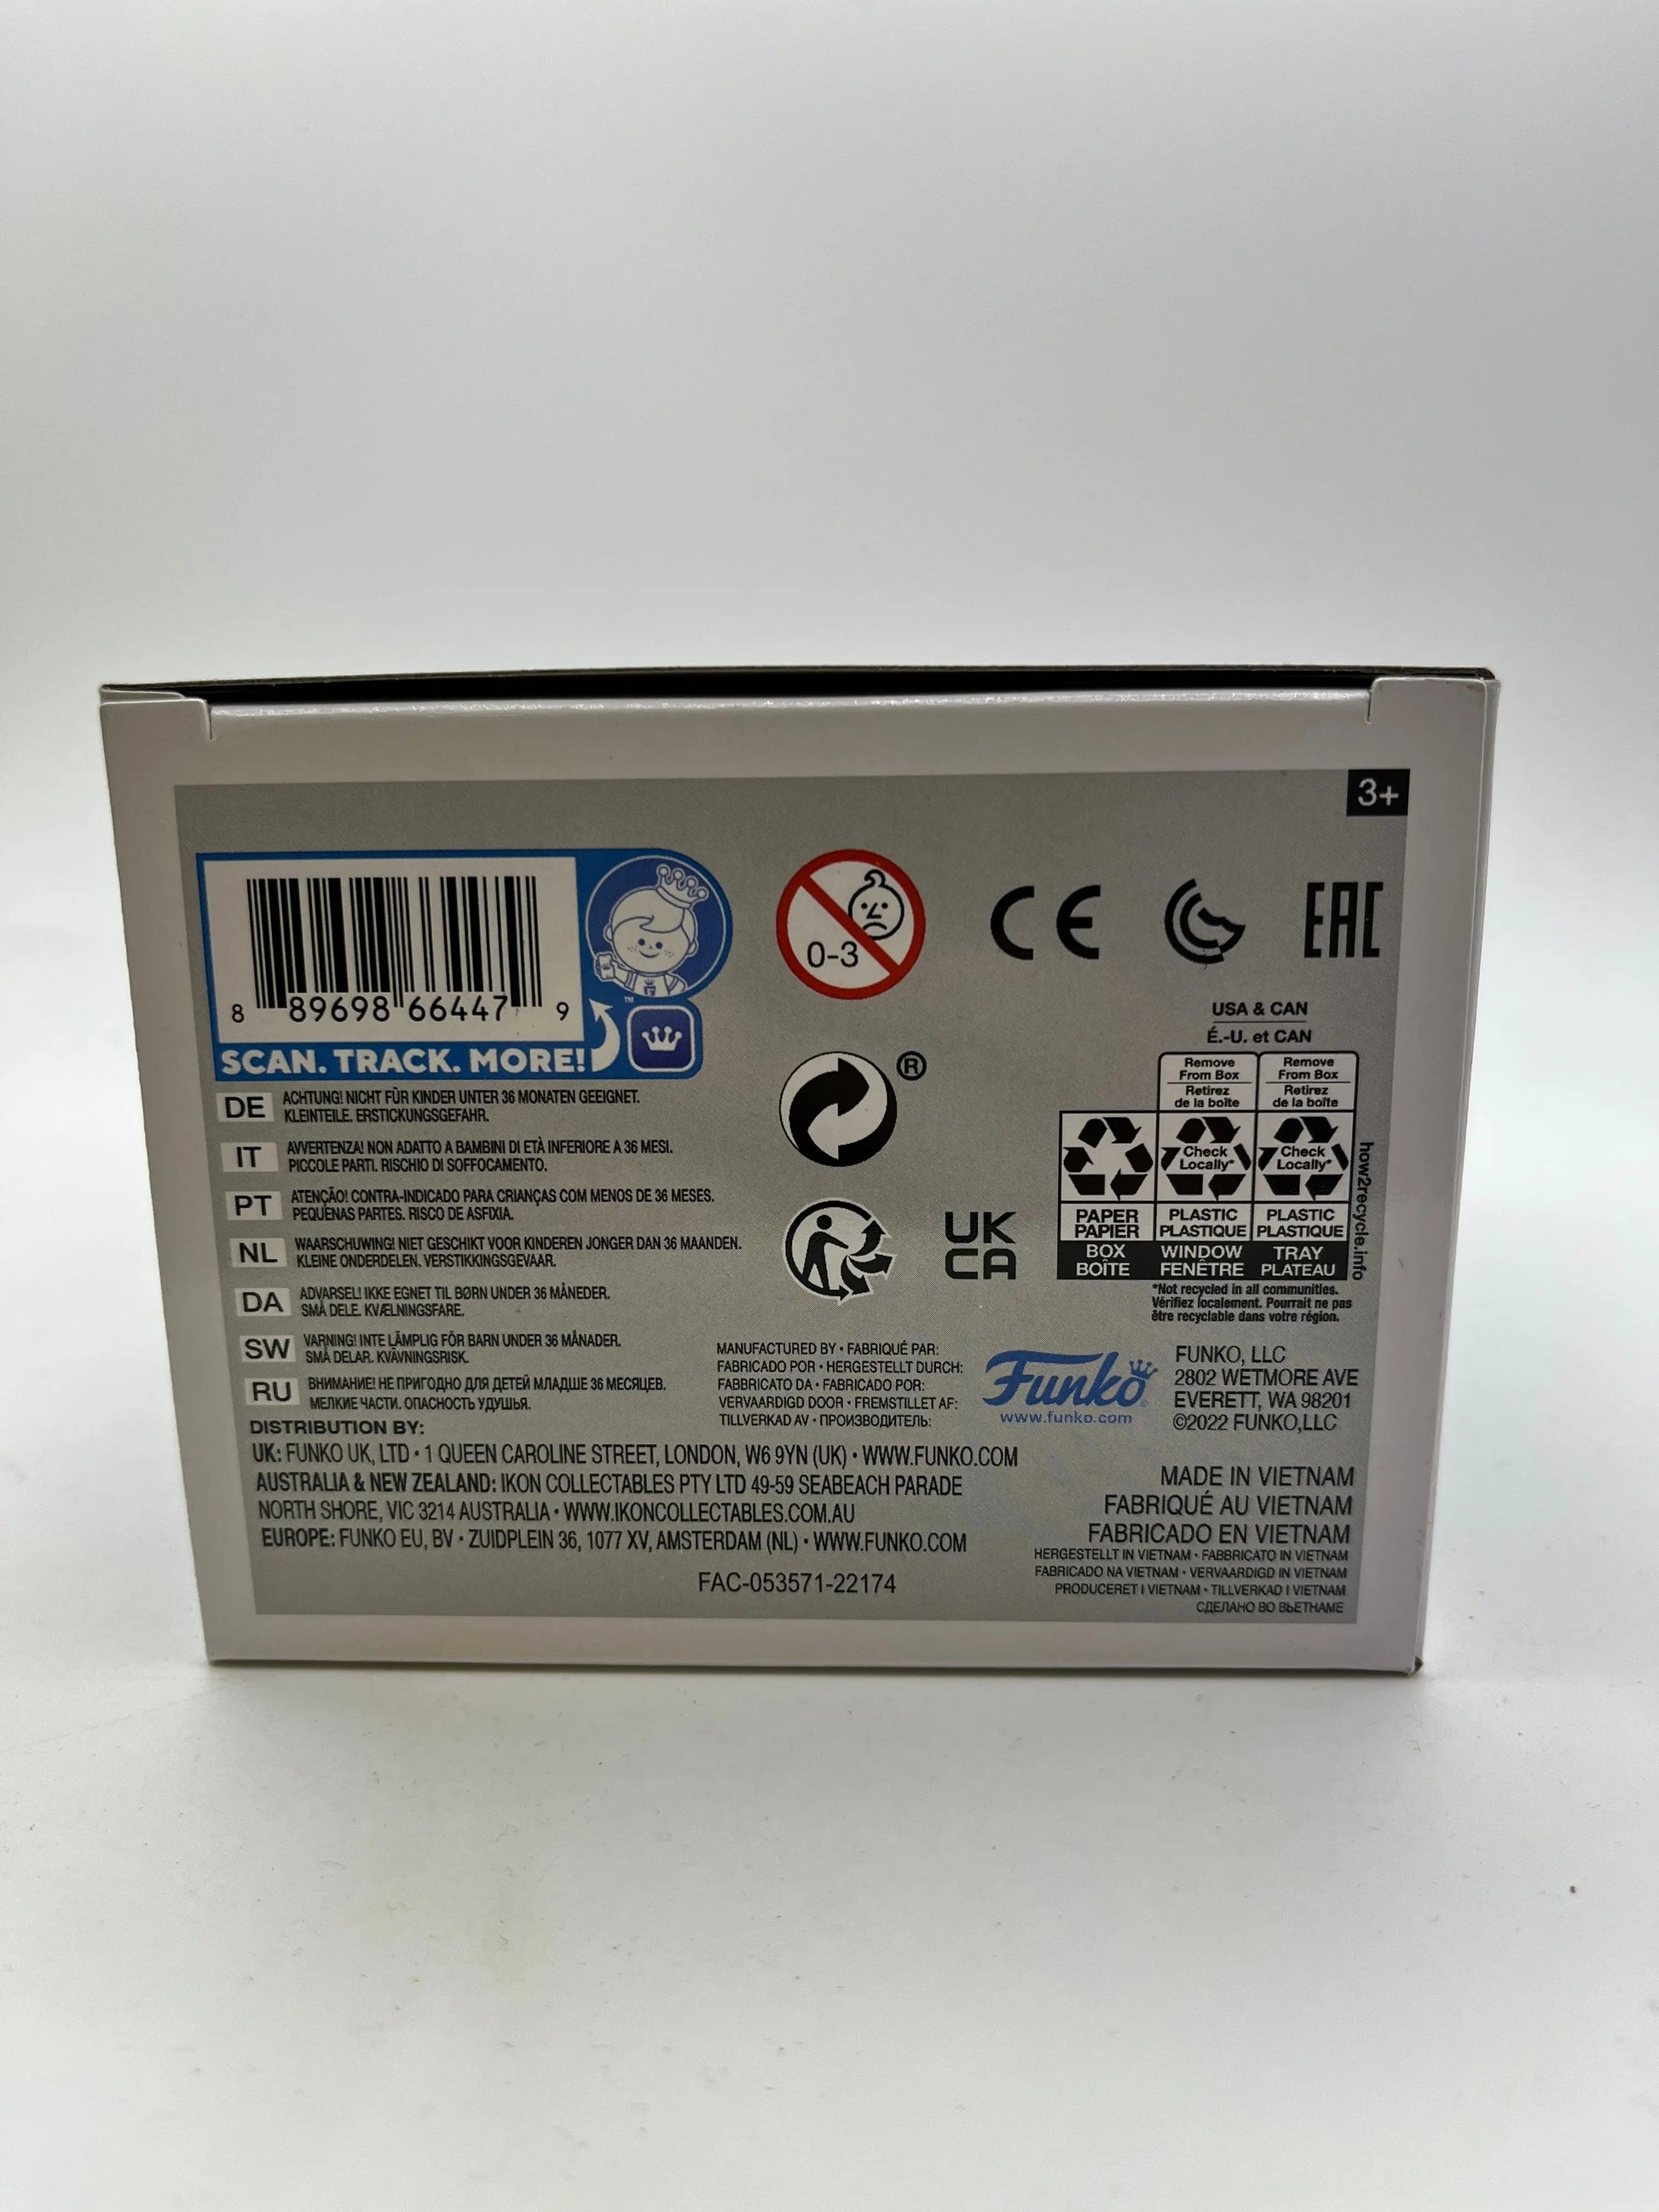 3+
8 89698 66447 9
SCAN. TRACK. MORE!
™
0-3
CE
EAC
®
UK
CA
DE
ACHTUNG! NICHT FÜR KINDER UNTER 36 MONATEN GEEIGNET.
KLEINTEILE. ERSTICKUNGSGEFAHR.
IT
AVVERTENZA! NON ADATTO A BAMBINI DI ETÀ INFERIORE A 36 MESI.
PICCOLE PARTI. RISCHIO DI SOFFOCAMENTO.
PT
ATENÇÃO! CONTRA-INDICADO PARA CRIANÇAS COM MENOS DE 36 MESES.
PEQUENAS PARTES. RISCO DE ASFIXIA.
NL
WAARSCHUWING! NIET GESCHIKT VOOR KINDEREN JONGER DAN 36 MAANDEN.
KLEINE ONDERDELEN. VERSTIKKINGSGEVAAR.
DA
ADVARSEL! IKKE EGNET TIL BØRN UNDER 36 MÅNEDER.
SMÅ DELE. KVÆLNINGSFARE.
SW
VARNING! INTE LÄMPLIG FÖR BARN UNDER 36 MÅNADER.
SMÅ DELAR. KVÄVNINGSRISK.
RU
ВНИМАНИЕ! НЕ ПРИГОДНО ДЛЯ ДЕТЕЙ МЛАДШЕ 36 МЕСЯЦЕВ.
МЕЛКИЕ ЧАСТИ. ОПАСНОСТЬ УДУШЬЯ.
USA & CAN
É.-U. et CAN
Remove From Box
Retirez de la boîte
Remove From Box
Retirez de la boîte
Check Locally*
Check Locally*
PAPER PAPIER
PLASTIC PLASTIQUE
PLASTIC PLASTIQUE
BOX BOÎTE
WINDOW FENÊTRE
TRAY PLATEAU
how2recycle.info
*Not recycled in all communities.
Vérifiez localement. Pourrait ne pas
être recyclable dans votre région.
MANUFACTURED BY • FABRIQUÉ PAR:
FABRICADO POR • HERGESTELLT DURCH:
FABBRICATO DA • FABRICADO POR:
VERVAARDIGD DOOR • FREMSTILLET AF:
TILLVERKAD AV • ПРОИЗВОДИТЕЛЬ:
Funko®
www.funko.com
FUNKO, LLC
2802 WETMORE AVE
EVERETT, WA 98201
©2022 FUNKO,LLC
DISTRIBUTION BY:
UK: FUNKO UK, LTD • 1 QUEEN CAROLINE STREET, LONDON, W6 9YN (UK) • WWW.FUNKO.COM
AUSTRALIA & NEW ZEALAND: IKON COLLECTABLES PTY LTD 49-59 SEABEACH PARADE
NORTH SHORE, VIC 3214 AUSTRALIA • WWW.IKONCOLLECTABLES.COM.AU
EUROPE: FUNKO EU, BV • ZUIDPLEIN 36, 1077 XV, AMSTERDAM (NL) • WWW.FUNKO.COM
FAC-053571-22174
MADE IN VIETNAM
FABRIQUÉ AU VIETNAM
FABRICADO EN VIETNAM
HERGESTELLT IN VIETNAM • FABBRICATO IN VIETNAM
FABRICADO NA VIETNAM • VERVAARDIGD IN VIETNAM
PRODUCERET I VIETNAM • TILLVERKAD I VIETNAM
СДЕЛАНО ВО ВЬЕТНАМЕ